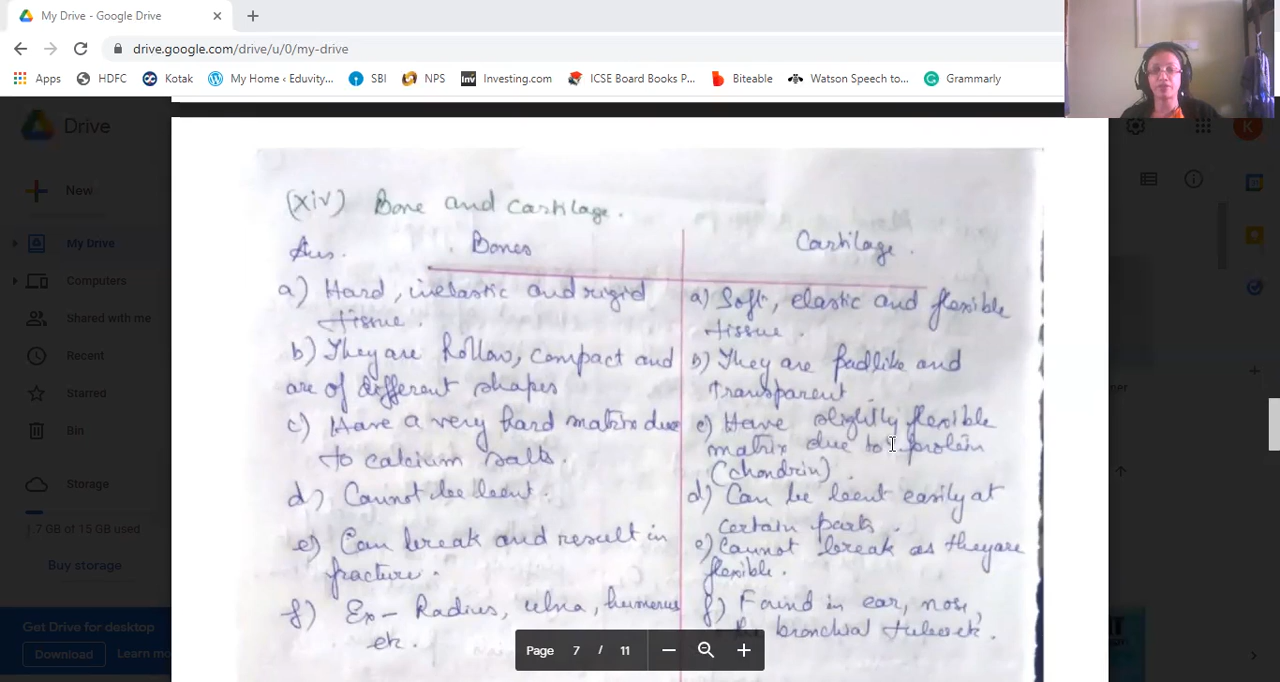 My Drive - Google Drive
drive.google.com/drive/u/0/my-drive
Apps HDFC Kotak My Home ‹ Eduvity... SBI NPS Investing.com ICSE Board Books P... Biteable Watson Speech to... Grammarly
Drive
K
New
My Drive
Computers
Shared with me
Recent
Starred
Bin
Storage
1.7 GB of 15 GB used
Buy storage
Get Drive for desktop
Download Learn mo
(xiv) Bone and Cartilage.
Ans. Bones
a) Hard, inelastic and rigid
tissue.
b) They are Hollow, compact and
are of different shapes
c) Have a very hard matrix due
to calcium salts.
d) Cannot be bent.
e) Can break and result in
fracture.
f) Ex- Radius, ulna, humerus
etc.
Cartilage.
a) Soft, elastic and flexible
tissue.
b) They are padlike and
transparent
c) Have slightly flexible
matrix due to protein
(chondrin).
d) Can be bent easily at
certain parts.
e) Cannot break as they are
flexible.
f) Found in ear, nose,
bronchial tubes etc.
Page 7 / 11